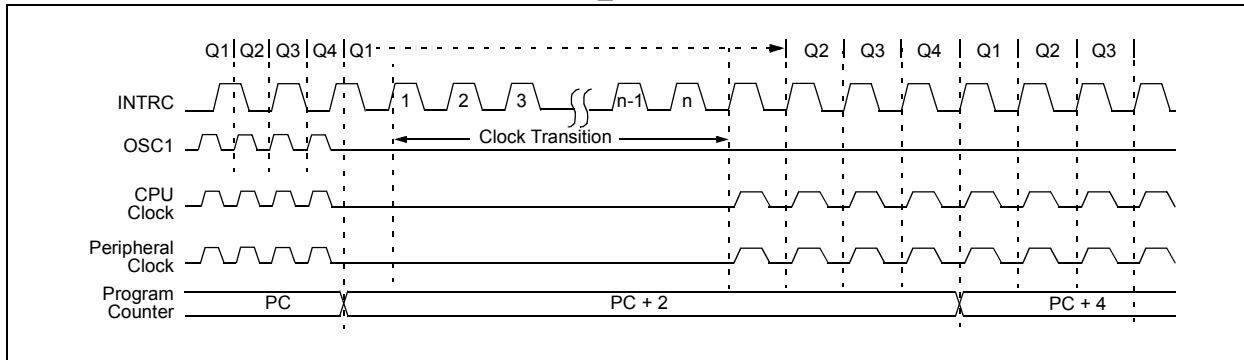 Q1 Q2 Q3 Q4 Q1 Q2 Q3 Q4 Q1 Q2 Q3
INTRC 1 2 3 n-1 n
OSC1 Clock Transition
CPU
Clock
Peripheral
Clock
Program
Counter PC PC + 2 PC + 4